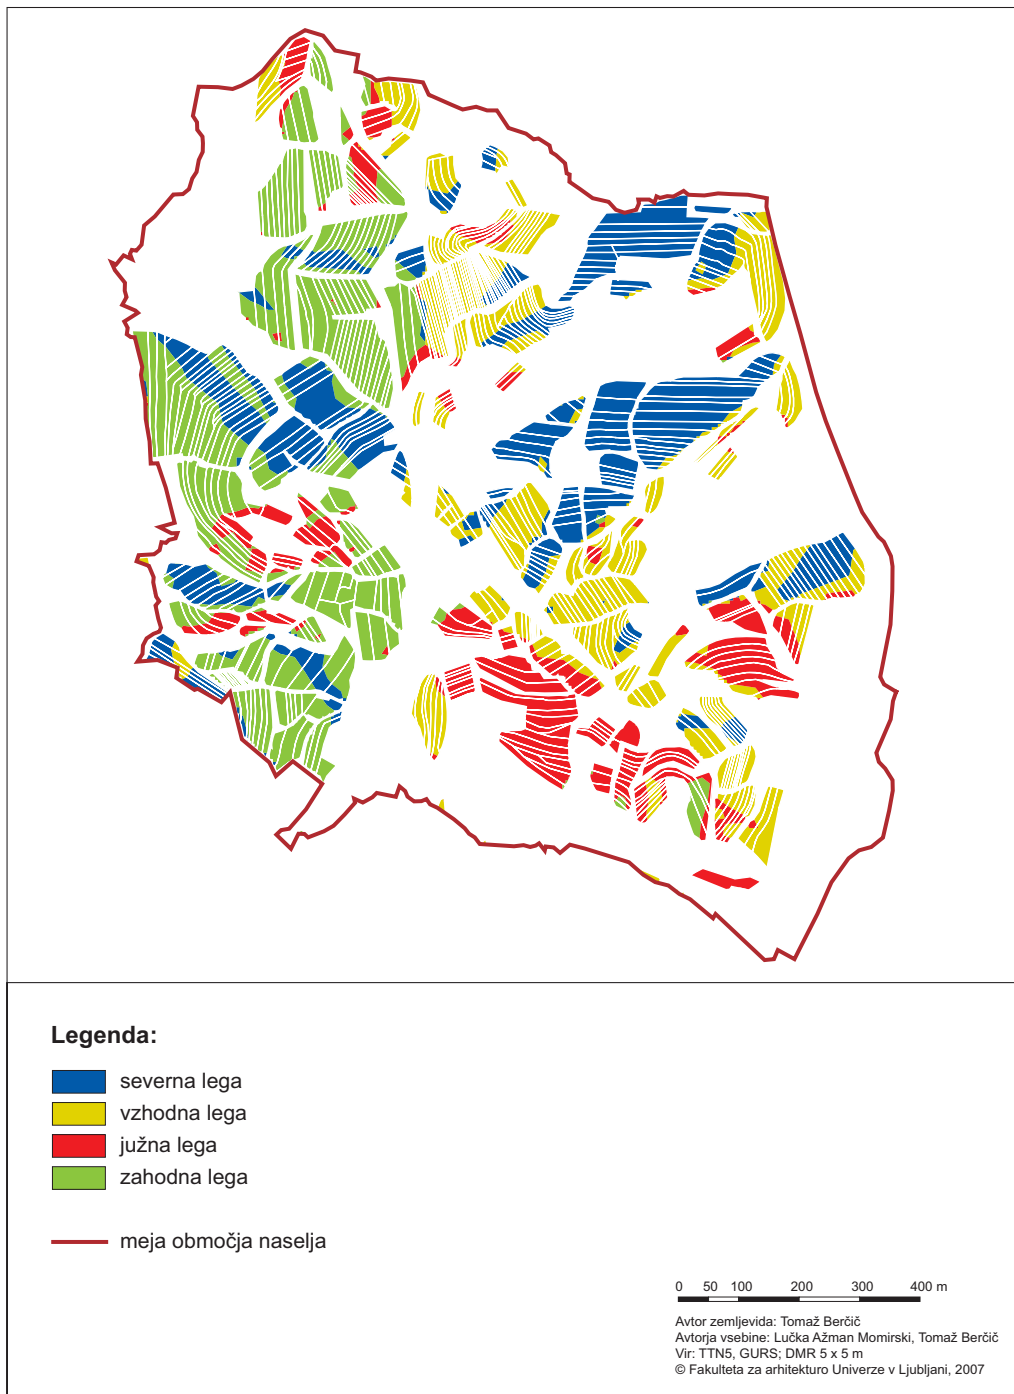 Legenda:
severna lega
vzhodna lega
južna lega
zahodna lega
meja območja naselja
0 50 100 200 300 400 m
Avtor zemljevida: Tomaž Berčič
Avtorja vsebine: Lučka Ažman Momirski, Tomaž Berčič
Vir: TTN5, GURS; DMR 5 x 5 m
© Fakulteta za arhitekturo Univerze v Ljubljani, 2007